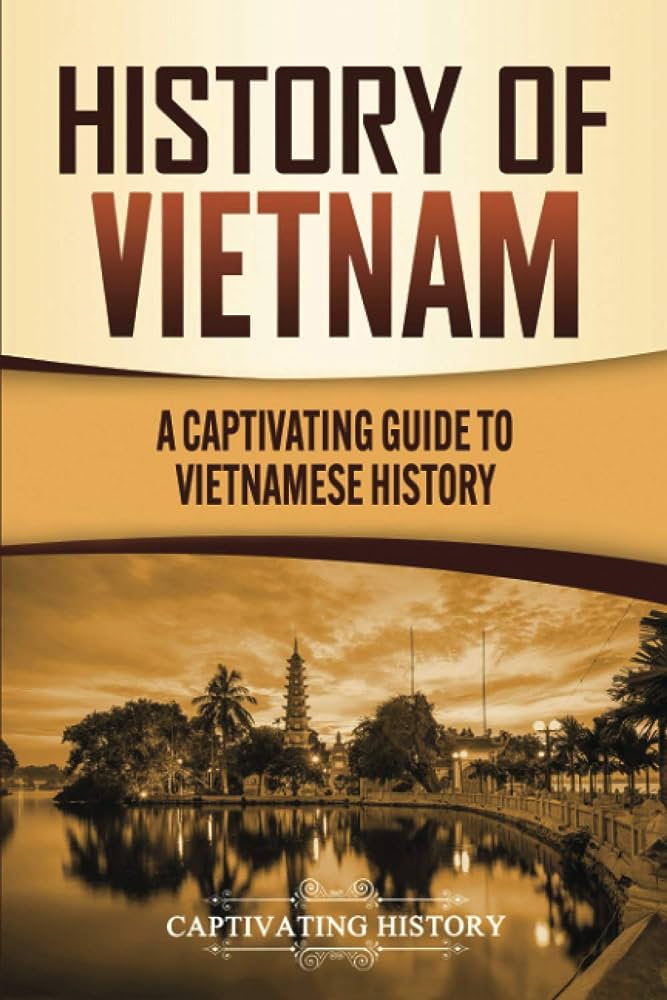 HISTORY OF
VIETNAM
A CAPTIVATING GUIDE TO
VIETNAMESE HISTORY
CAPTIVATING HISTORY